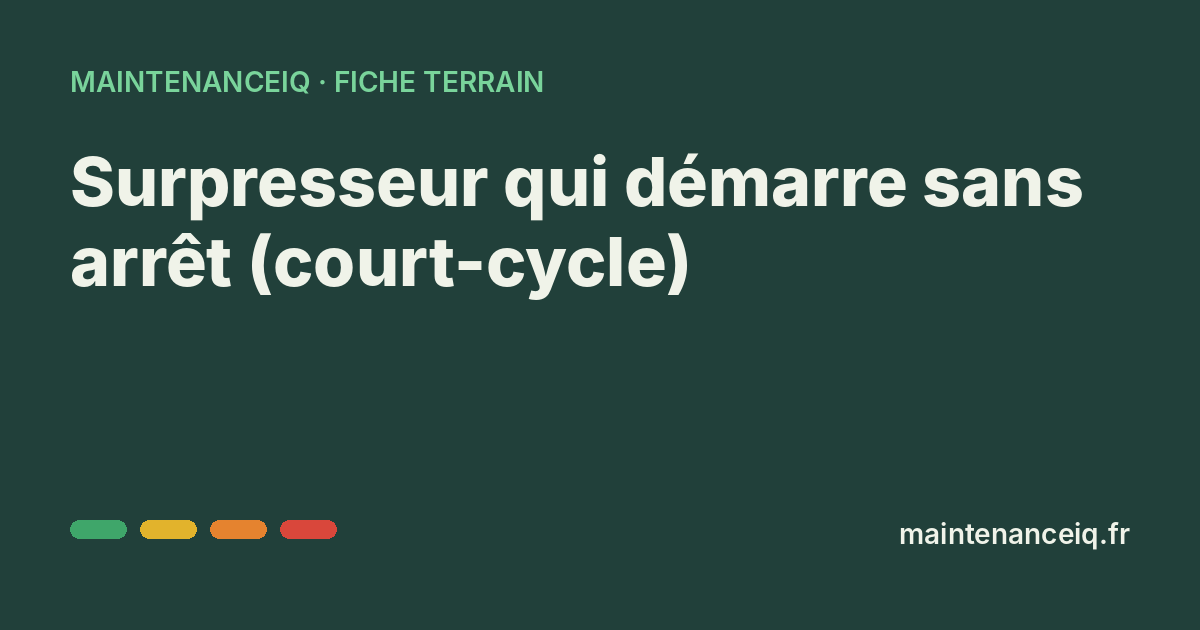 MAINTENANCEIQ · FICHE TERRAIN
Surpresseur qui démarre sans
arrêt (court-cycle)
maintenanceiq.fr